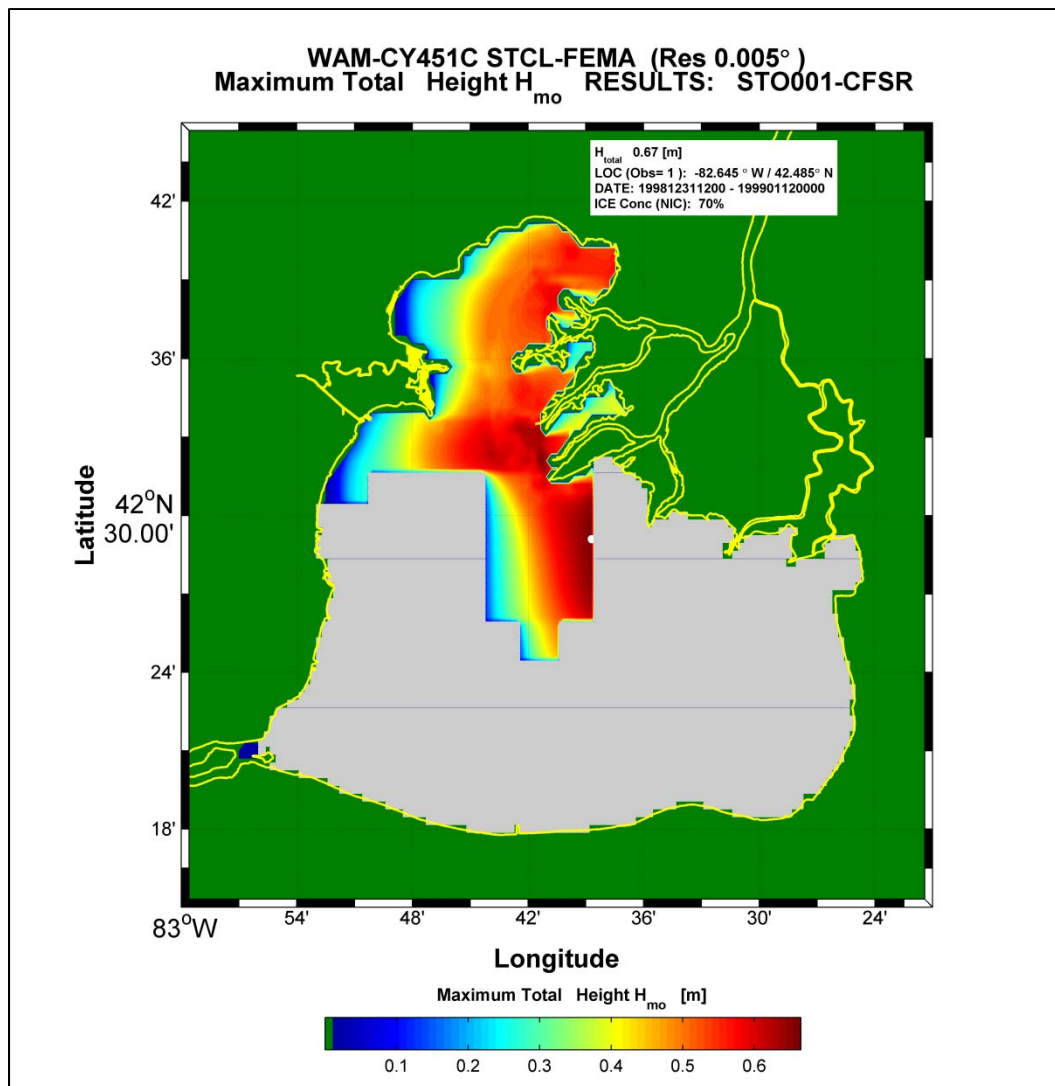 WAM-CY451C STCL-FEMA (Res 0.005° )
Maximum Total Height Hmo RESULTS: STO001-CFSR
Htotal 0.67 [m]
LOC (Obs= 1 ): -82.645 ° W / 42.485° N
DATE: 199812311200 - 199901120000
ICE Conc (NIC): 70%
42'
36'
42°N
30.00'
24'
18'
Latitude
83°W
54'
48'
42'
36'
30'
24'
Longitude
Maximum Total Height Hmo [m]
0.1
0.2
0.3
0.4
0.5
0.6